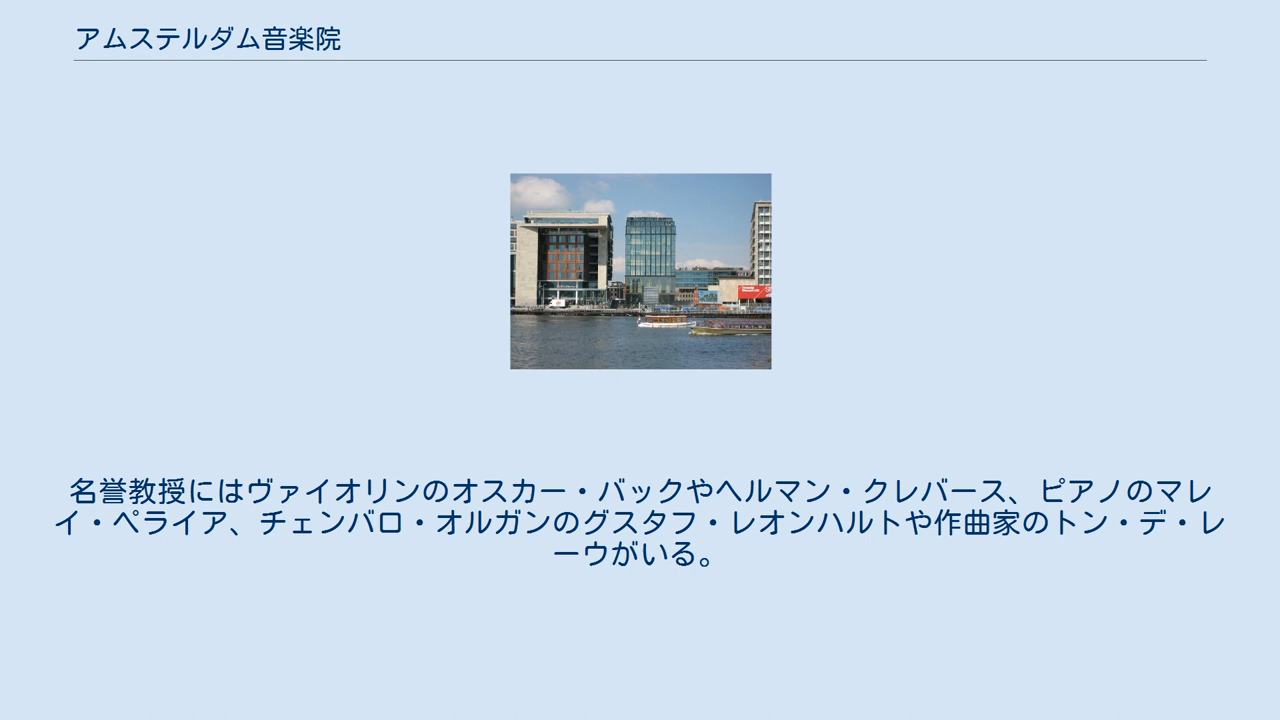 アムステルダム音楽院
名誉教授にはヴァイオリンのオスカー・バックやヘルマン・クレバース、ピアノのマレ
イ・ペライア、チェンバロ・オルガンのグスタフ・レオンハルトや作曲家のトン・デ・レ
ーウがいる。